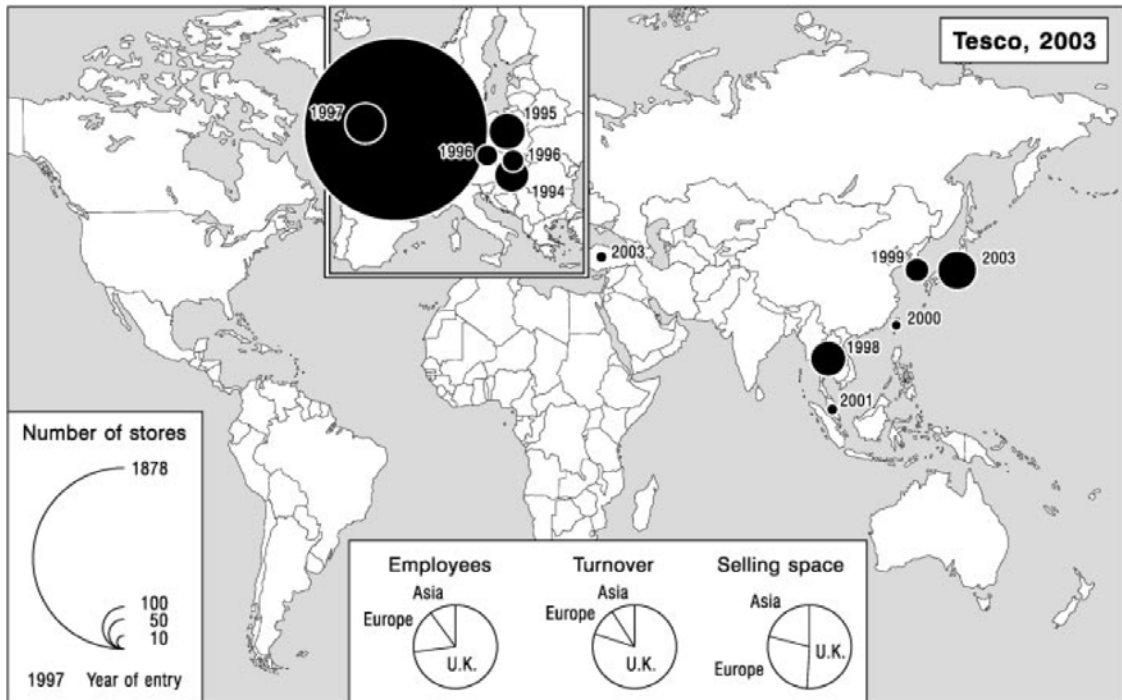 Tesco, 2003
1997
1995
1996
1996
1994
2003
1999
2003
2000
1998
2001
Number of stores
1878
100
50
10
1997 Year of entry
Employees
Asia
Europe
U.K.
Turnover
Asia
Europe
U.K.
Selling space
Asia
Europe
U.K.